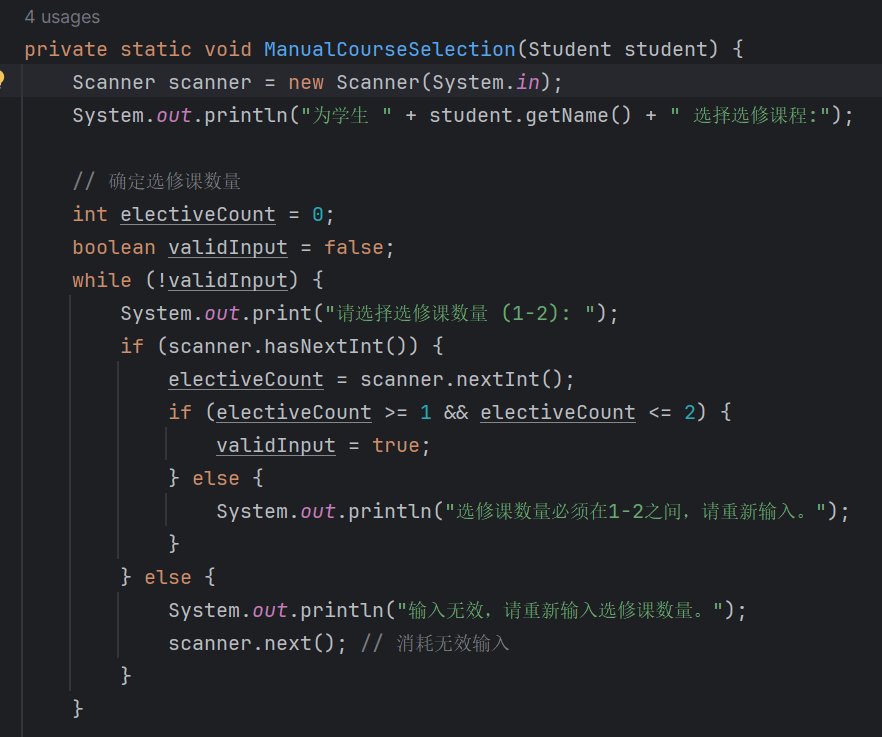 4 usages
private static void ManualCourseSelection(Student student) {
Scanner scanner = new Scanner(System.in);
System.out.println("为学生 " + student.getName() + " 选择选修课程:");
// 确定选修课数量
int electiveCount = 0;
boolean validInput = false;
while (!validInput) {
System.out.print("请选择选修课数量 (1-2): ");
if (scanner.hasNextInt()) {
electiveCount = scanner.nextInt();
if (electiveCount >= 1 && electiveCount <= 2) {
validInput = true;
} else {
System.out.println("选修课数量必须在1-2之间，请重新输入。");
}
} else {
System.out.println("输入无效，请重新输入选修课数量。");
scanner.next(); // 消耗无效输入
}
}